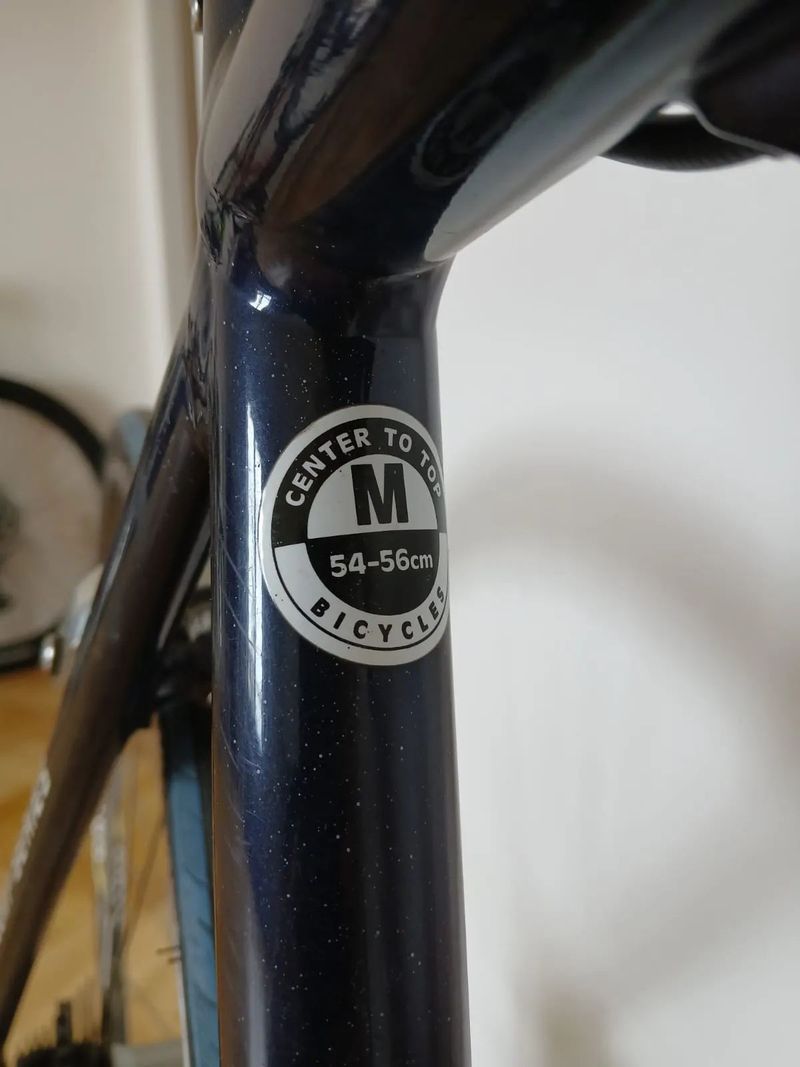 CENTER TO TOP
M
54-56cm
BICYCLES